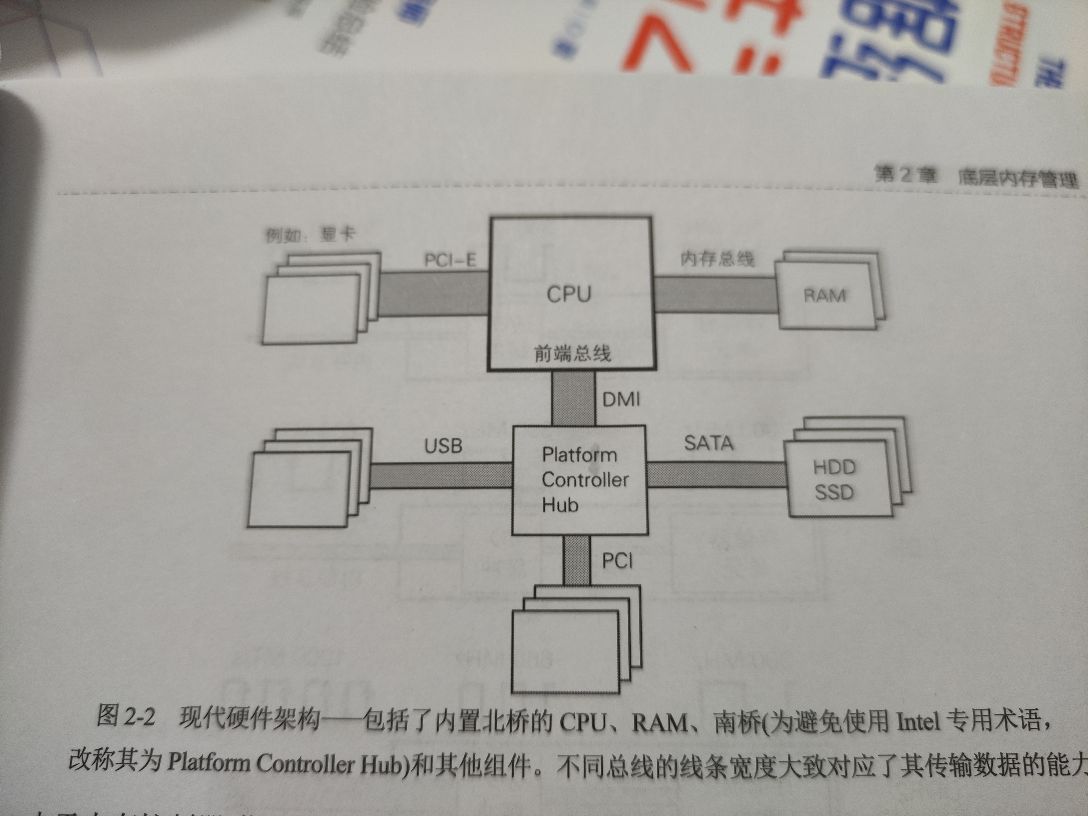 THE
第2章 底层内存管理
例如：显卡
PCI-E
CPU
前端总线
内存总线
RAM
DMI
USB
Platform
Controller
Hub
SATA
HDD
SSD
PCI
图2-2 现代硬件架构——包括了内置北桥的 CPU、RAM、南桥(为避免使用 Intel 专用术语，
改称其为 Platform Controller Hub)和其他组件。不同总线的线条宽度大致对应了其传输数据的能力